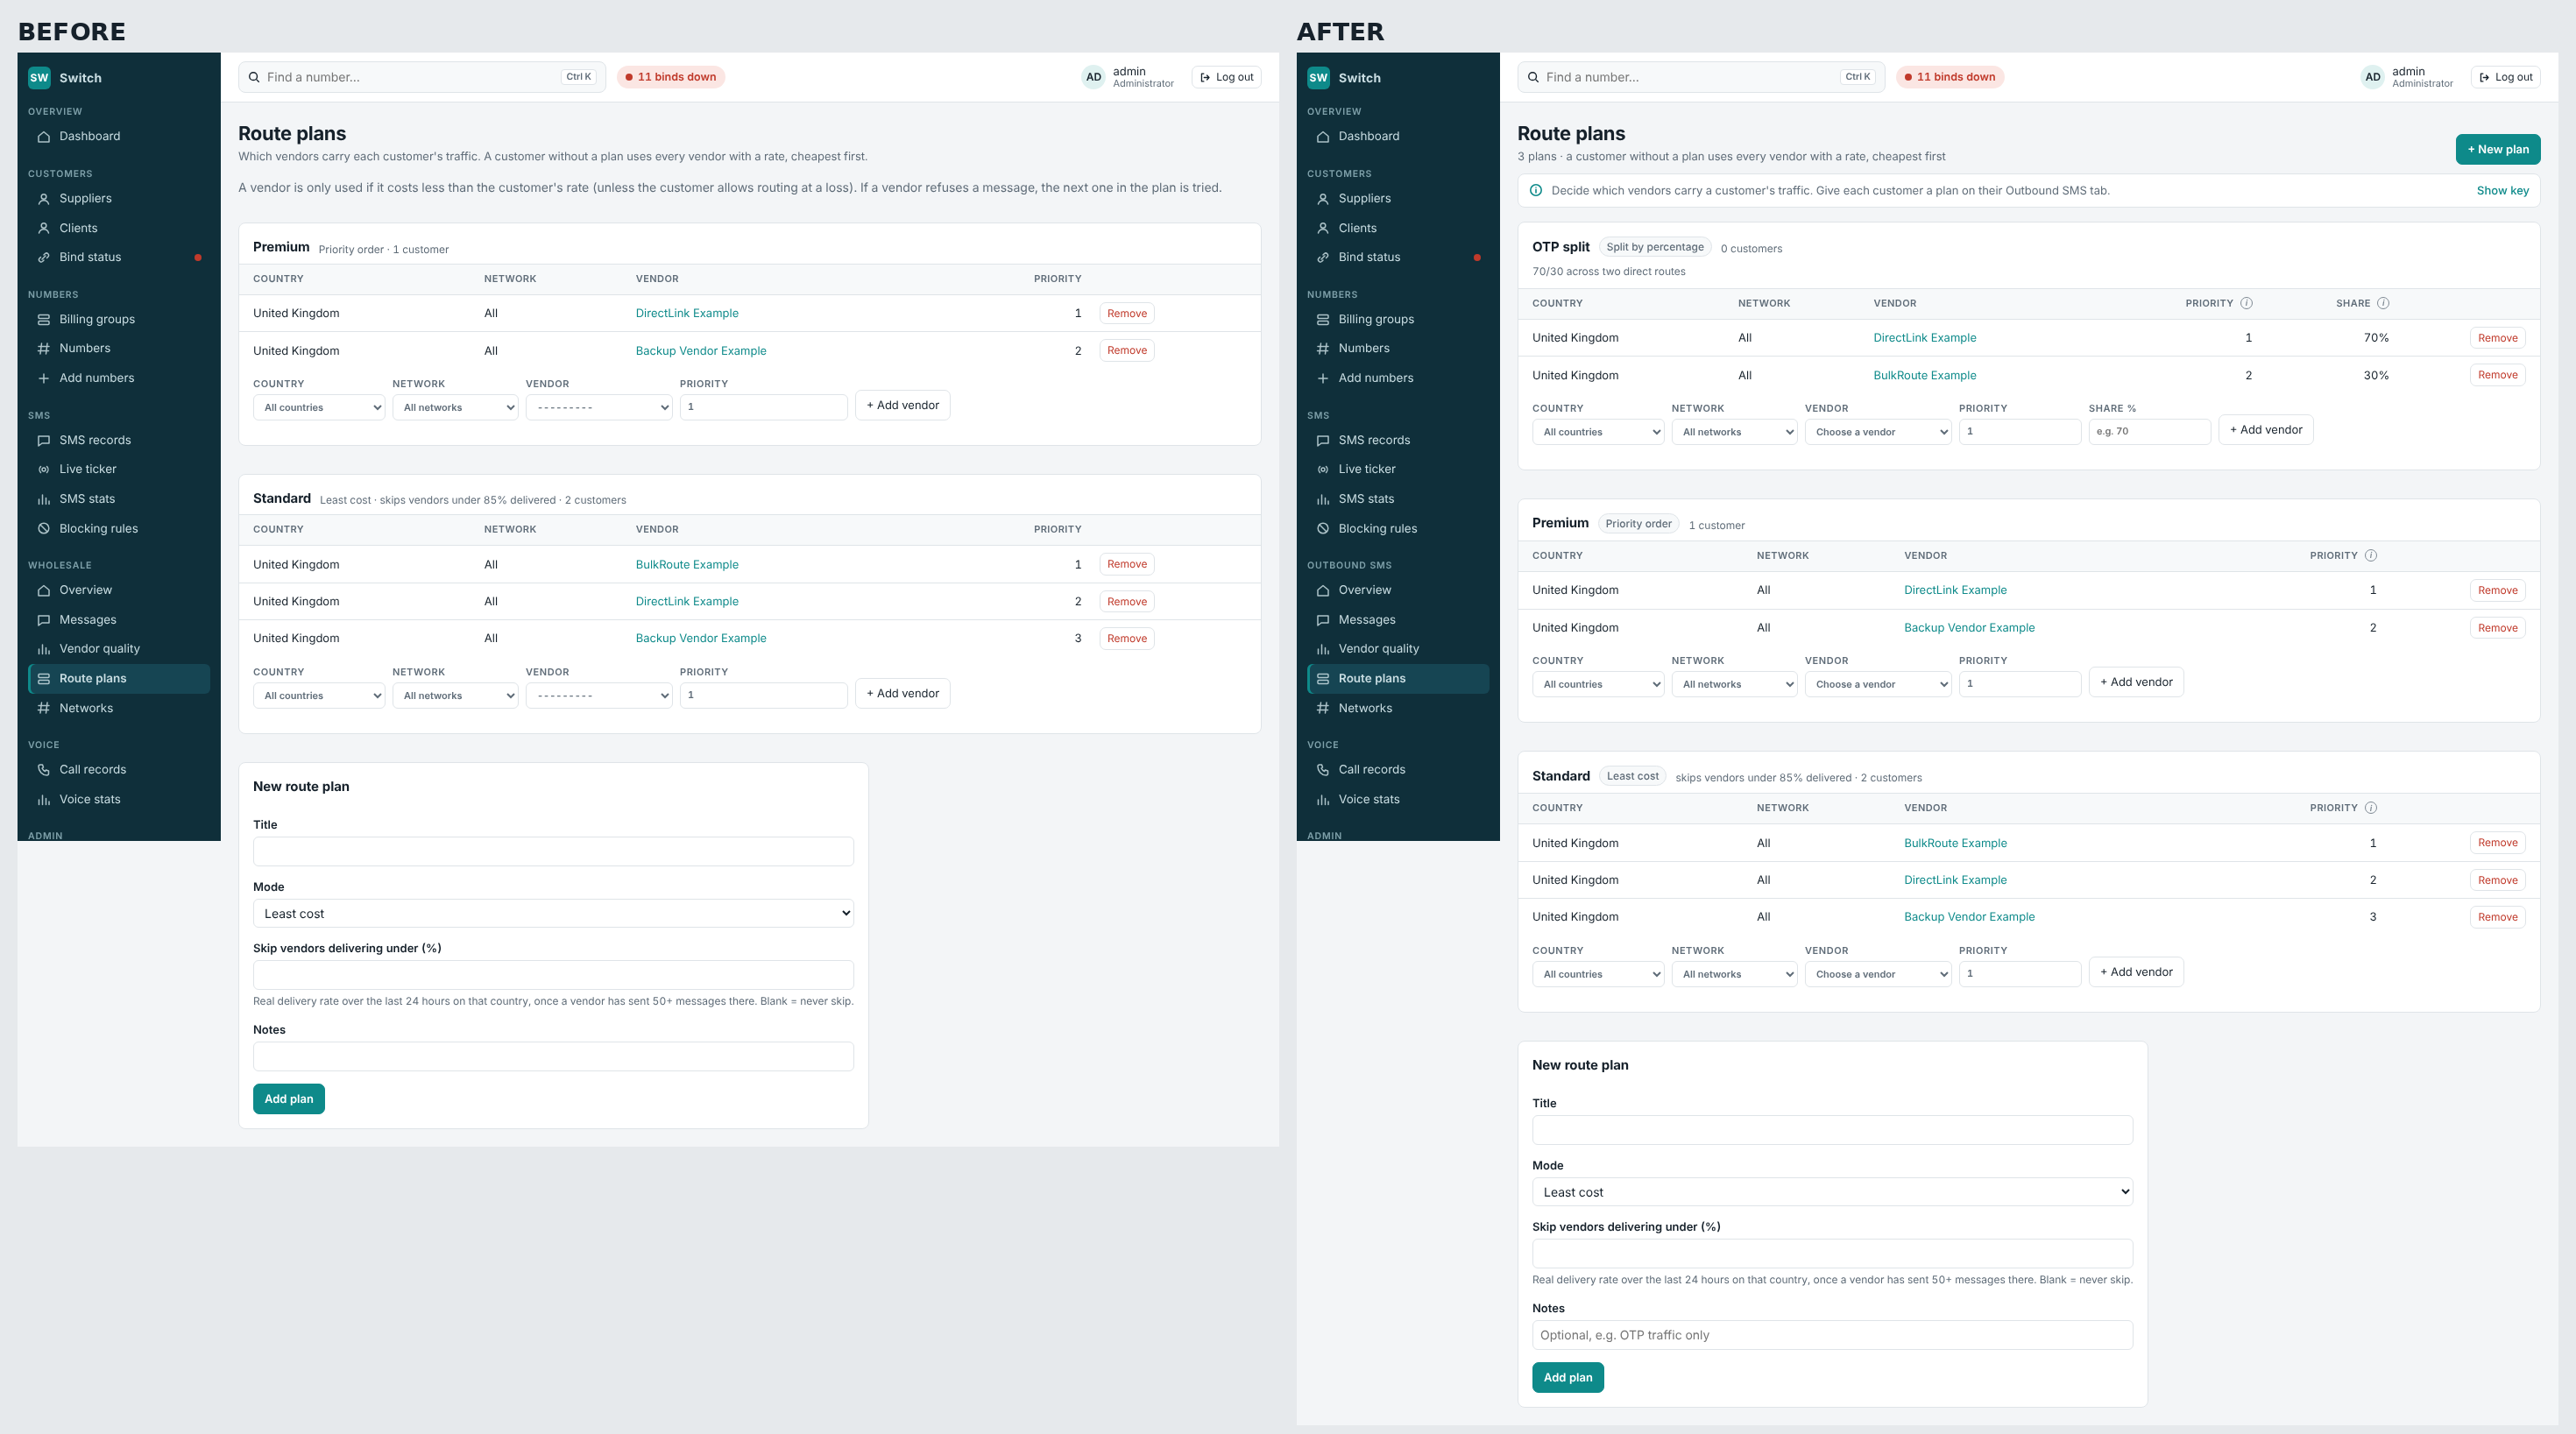 BEFORE
SW Switch
Find a number... Ctrl K
11 binds down
AD admin
Administrator
Log out
OVERVIEW
Dashboard
CUSTOMERS
Suppliers
Clients
Bind status
NUMBERS
Billing groups
Numbers
Add numbers
SMS
SMS records
Live ticker
SMS stats
Blocking rules
WHOLESALE
Overview
Messages
Vendor quality
Route plans
Networks
VOICE
Call records
Voice stats
ADMIN
Route plans
Which vendors carry each customer's traffic. A customer without a plan uses every vendor with a rate, cheapest first.
A vendor is only used if it costs less than the customer's rate (unless the customer allows routing at a loss). If a vendor refuses a message, the next one in the plan is tried.
Premium Priority order · 1 customer
COUNTRY NETWORK VENDOR PRIORITY
United Kingdom All DirectLink Example 1 Remove
United Kingdom All Backup Vendor Example 2 Remove
COUNTRY NETWORK VENDOR PRIORITY
All countries All networks --------- 1 + Add vendor
Standard Least cost · skips vendors under 85% delivered · 2 customers
COUNTRY NETWORK VENDOR PRIORITY
United Kingdom All BulkRoute Example 1 Remove
United Kingdom All DirectLink Example 2 Remove
United Kingdom All Backup Vendor Example 3 Remove
COUNTRY NETWORK VENDOR PRIORITY
All countries All networks --------- 1 + Add vendor
New route plan
Title
Mode
Least cost
Skip vendors delivering under (%)
Real delivery rate over the last 24 hours on that country, once a vendor has sent 50+ messages there. Blank = never skip.
Notes
Add plan
AFTER
SW Switch
Find a number... Ctrl K
11 binds down
AD admin
Administrator
Log out
OVERVIEW
Dashboard
CUSTOMERS
Suppliers
Clients
Bind status
NUMBERS
Billing groups
Numbers
Add numbers
SMS
SMS records
Live ticker
SMS stats
Blocking rules
OUTBOUND SMS
Overview
Messages
Vendor quality
Route plans
Networks
VOICE
Call records
Voice stats
ADMIN
Route plans
3 plans · a customer without a plan uses every vendor with a rate, cheapest first
+ New plan
Decide which vendors carry a customer's traffic. Give each customer a plan on their Outbound SMS tab. Show key
OTP split Split by percentage 0 customers
70/30 across two direct routes
COUNTRY NETWORK VENDOR PRIORITY i SHARE i
United Kingdom All DirectLink Example 1 70% Remove
United Kingdom All BulkRoute Example 2 30% Remove
COUNTRY NETWORK VENDOR PRIORITY SHARE %
All countries All networks Choose a vendor 1 e.g. 70 + Add vendor
Premium Priority order 1 customer
COUNTRY NETWORK VENDOR PRIORITY i
United Kingdom All DirectLink Example 1 Remove
United Kingdom All Backup Vendor Example 2 Remove
COUNTRY NETWORK VENDOR PRIORITY
All countries All networks Choose a vendor 1 + Add vendor
Standard Least cost skips vendors under 85% delivered · 2 customers
COUNTRY NETWORK VENDOR PRIORITY i
United Kingdom All BulkRoute Example 1 Remove
United Kingdom All DirectLink Example 2 Remove
United Kingdom All Backup Vendor Example 3 Remove
COUNTRY NETWORK VENDOR PRIORITY
All countries All networks Choose a vendor 1 + Add vendor
New route plan
Title
Mode
Least cost
Skip vendors delivering under (%)
Real delivery rate over the last 24 hours on that country, once a vendor has sent 50+ messages there. Blank = never skip.
Notes
Optional, e.g. OTP traffic only
Add plan